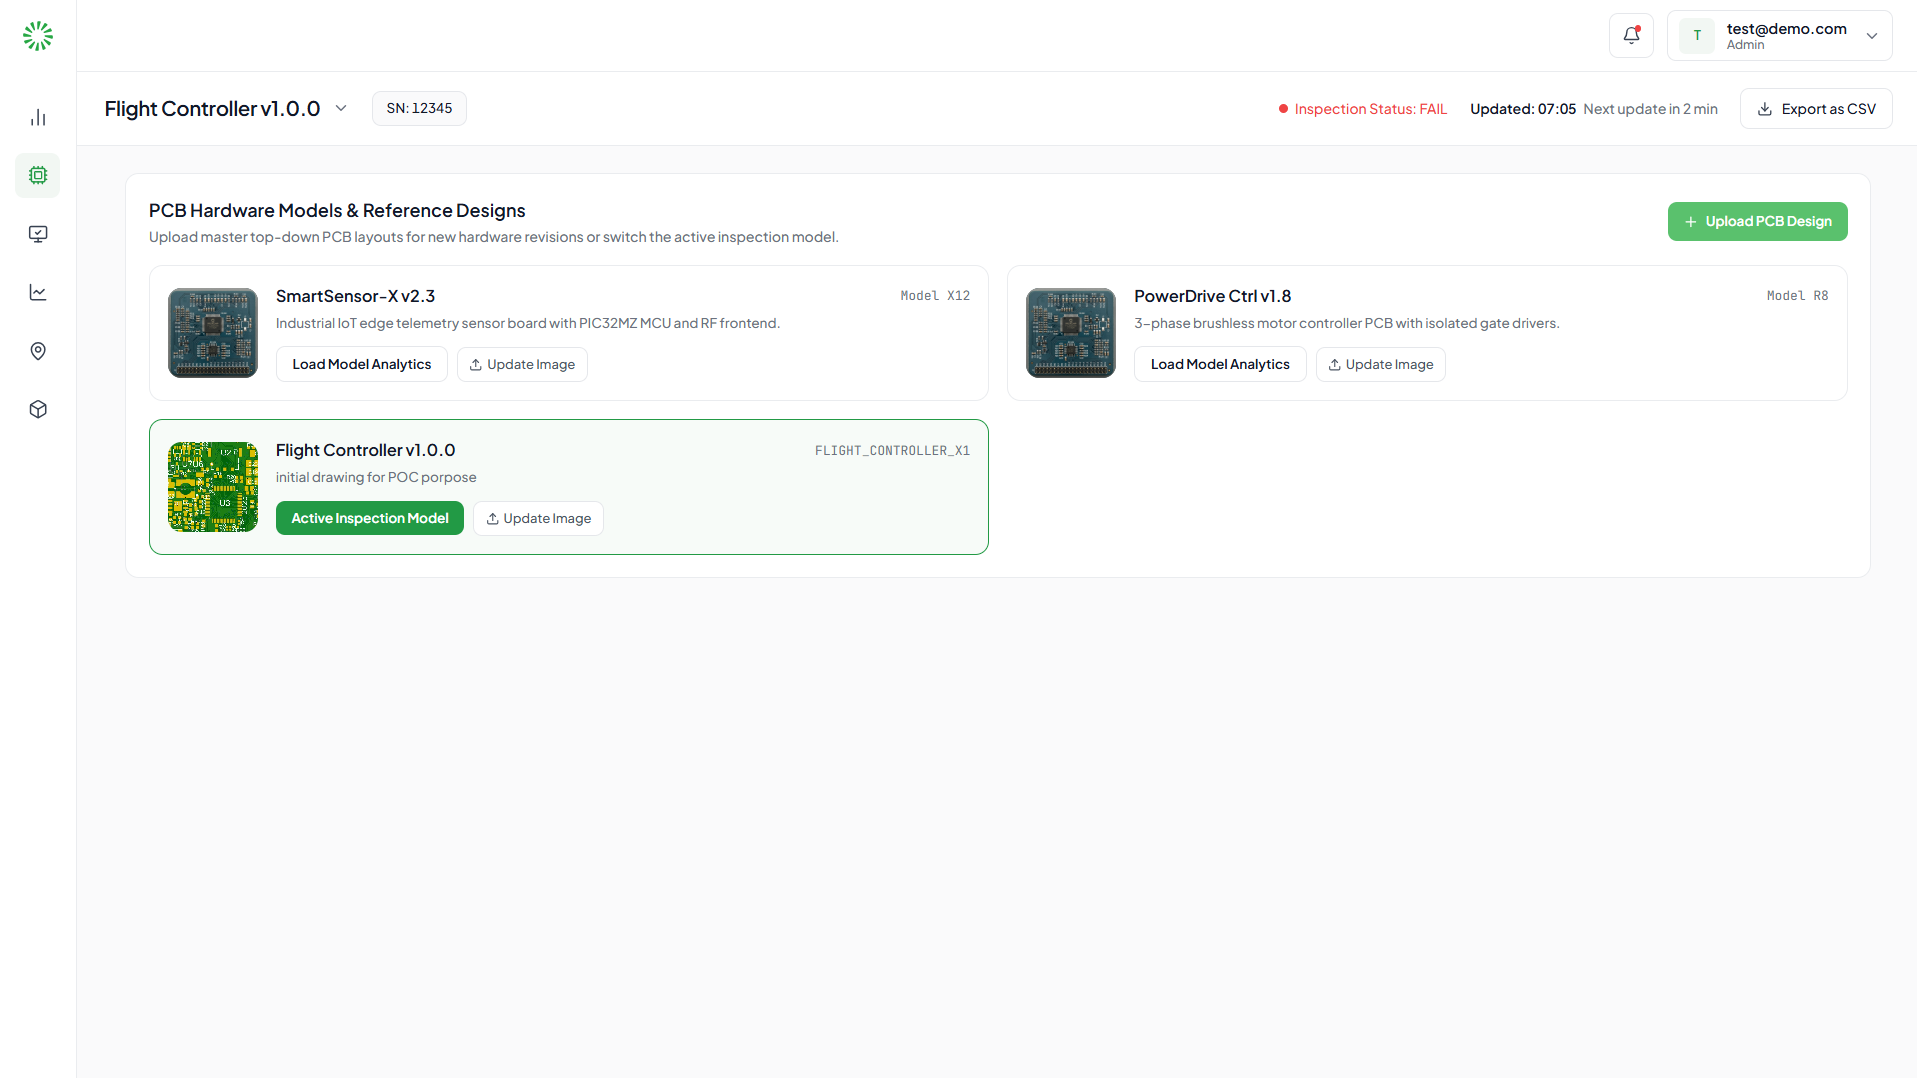 T
test@demo.com
Admin
Flight Controller v1.0.0
SN: 12345
Inspection Status: FAIL
Updated: 07:05 Next update in 2 min
Export as CSV
PCB Hardware Models & Reference Designs
Upload master top-down PCB layouts for new hardware revisions or switch the active inspection model.
Upload PCB Design
SmartSensor-X v2.3
Model X12
Industrial IoT edge telemetry sensor board with PIC32MZ MCU and RF frontend.
Load Model Analytics
Update Image
PowerDrive Ctrl v1.8
Model R8
3-phase brushless motor controller PCB with isolated gate drivers.
Load Model Analytics
Update Image
U3
Flight Controller v1.0.0
FLIGHT_CONTROLLER_X1
initial drawing for POC porpose
Active Inspection Model
Update Image